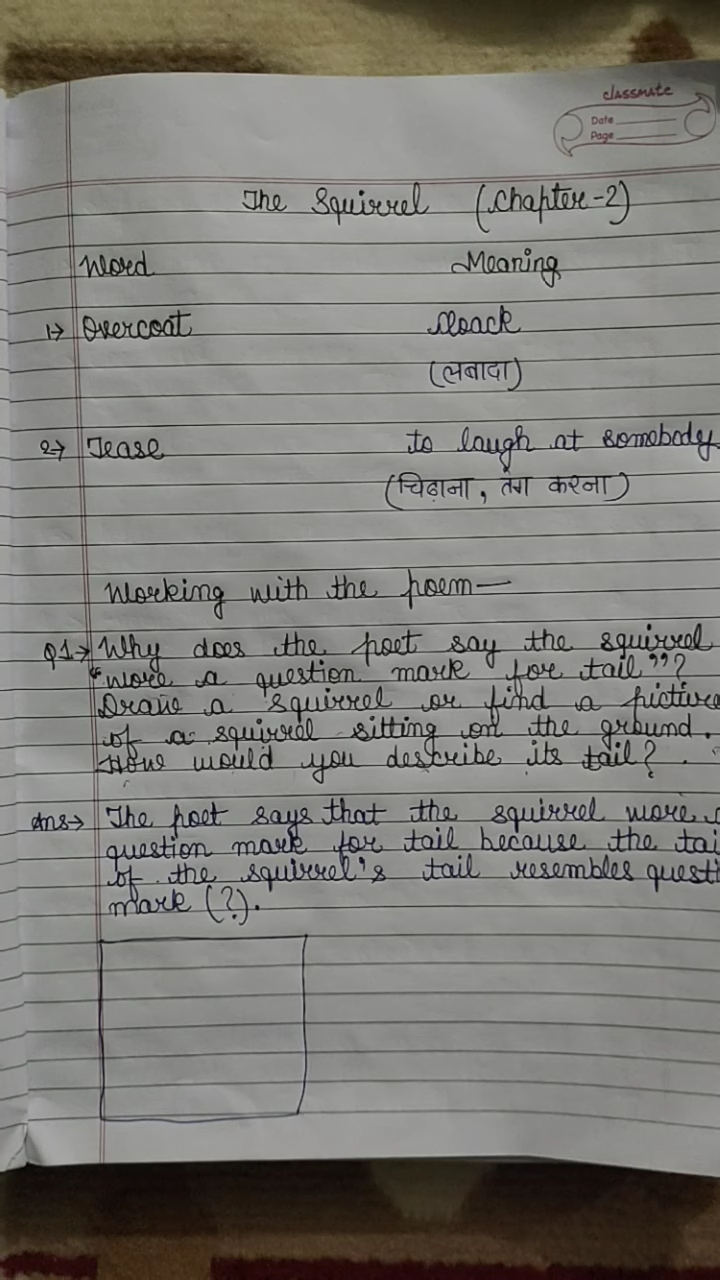 classmate
Date
Page
The Squirrel (Chapter-2)
Word Meaning
1→ Overcoat Cloack
(लबादा)
2→ Tease to laugh at somebody
(चिढ़ाना, तंग करना)
Working with the poem—
Q1→ Why does the poet say the squirrel
"wore a question mark for tail"?
Draw a squirrel or find a picture
of a squirrel sitting on the ground.
How would you describe its tail?
Ans→ The poet says that the squirrel wore a
question mark for tail because the tai
of the squirrel's tail resembles questi
mark (?).